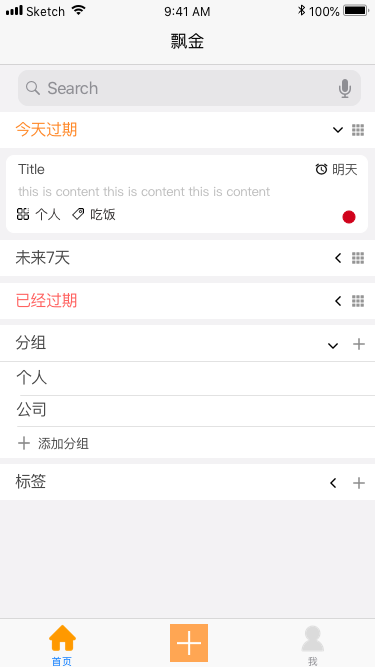 Sketch 9:41 AM 100%
飘金
Search
今天过期
Title 明天
this is content this is content this is content
个人 吃饭
未来7天
已经过期
分组
个人
公司
添加分组
标签
首页 我